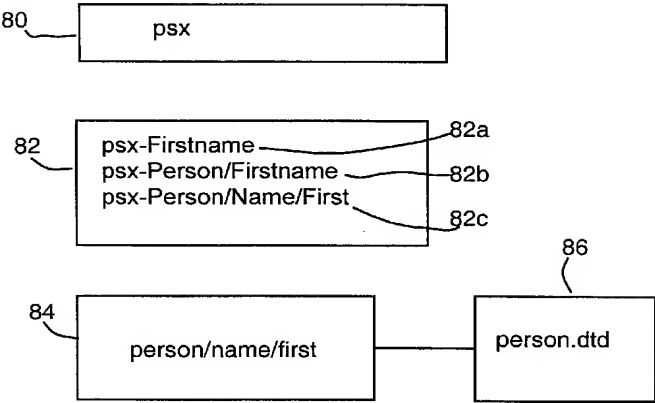 80
psx
82
psx-Firstname
82a
psx-Person/Firstname
82b
psx-Person/Name/First
82c
84
person/name/first
86
person.dtd